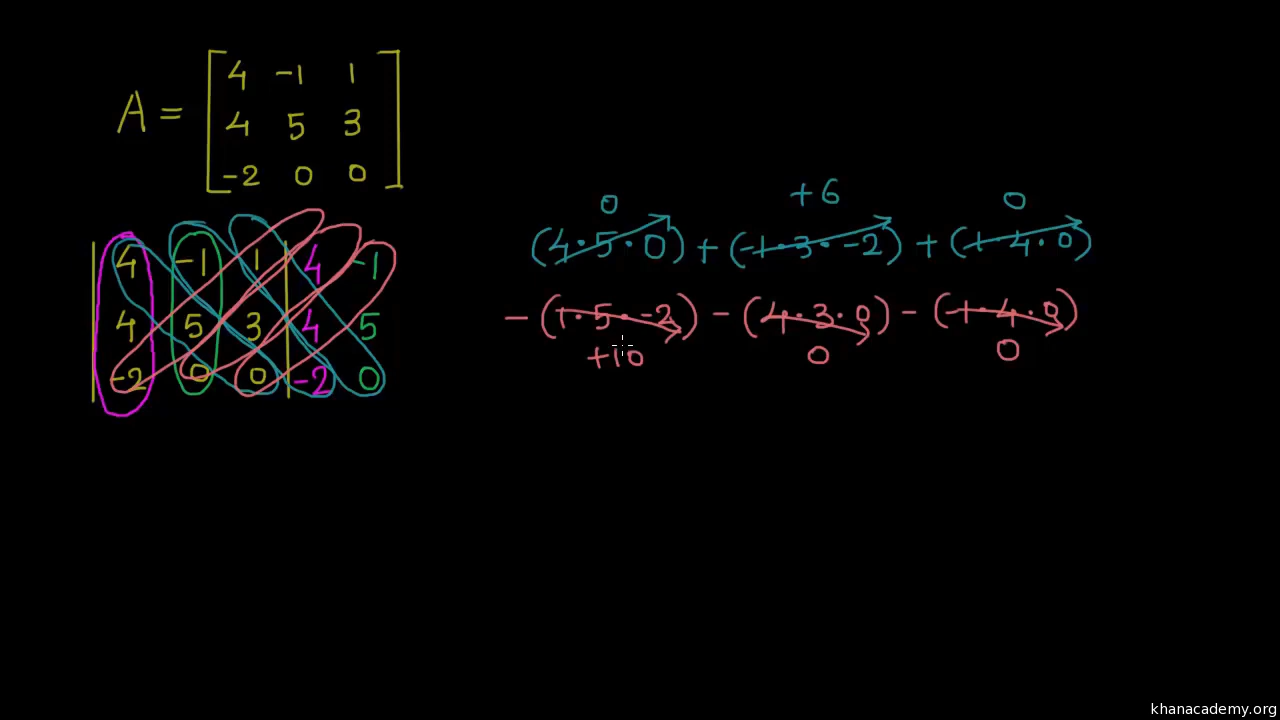 A = [ 4 -1 1
4 5 3
-2 0 0 ]
0 +6 0
(4·5·0) + (-1·3·-2) + (1·4·0)
- (1·5·-2) - (4·3·0) - (-1·4·0)
+10 0 0
| 4 -1 1 | 4 -1
4 5 3 4 5
-2 0 0 | -2 0
khanacademy.org